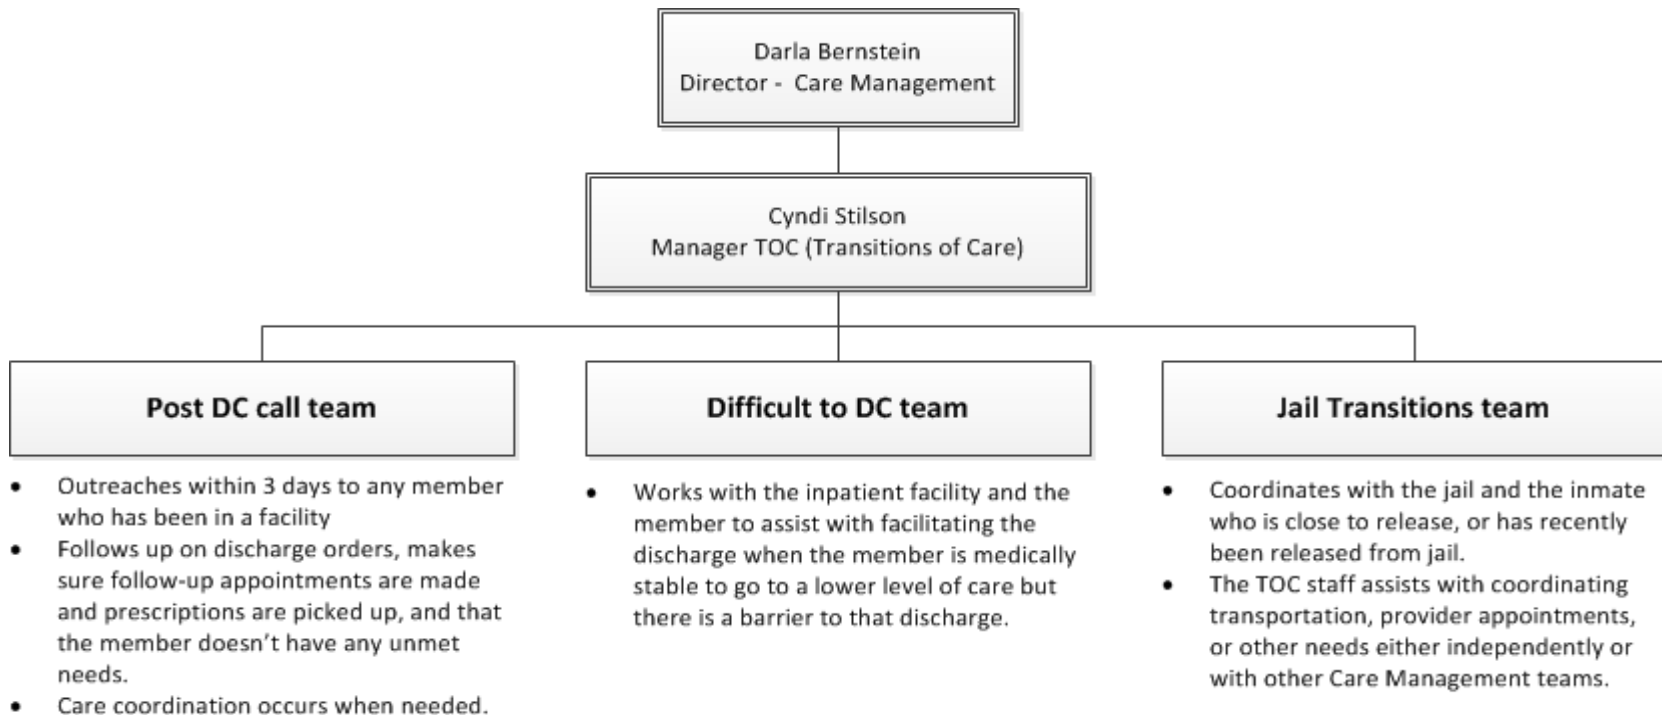 Darla Bernstein
Director - Care Management
Cyndi Stilson
Manager TOC (Transitions of Care)
Post DC call team
• Outreaches within 3 days to any member
who has been in a facility
• Follows up on discharge orders, makes
sure follow-up appointments are made
and prescriptions are picked up, and that
the member doesn’t have any unmet
needs.
• Care coordination occurs when needed.
Difficult to DC team
• Works with the inpatient facility and the
member to assist with facilitating the
discharge when the member is medically
stable to go to a lower level of care but
there is a barrier to that discharge.
Jail Transitions team
• Coordinates with the jail and the inmate
who is close to release, or has recently
been released from jail.
• The TOC staff assists with coordinating
transportation, provider appointments,
or other needs either independently or
with other Care Management teams.